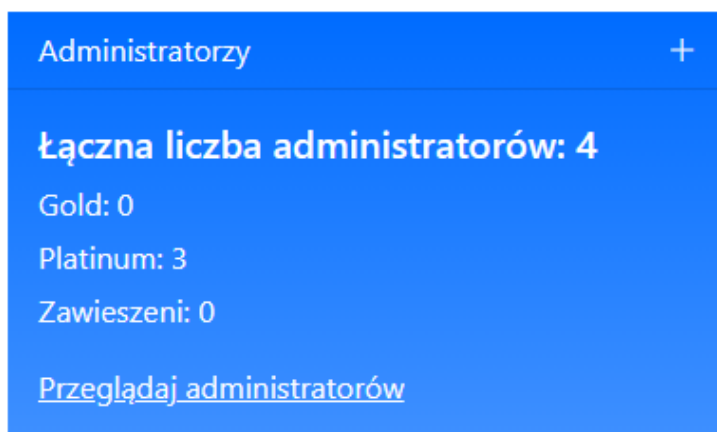 Administratorzy +
Łączna liczba administratorów: 4
Gold: 0
Platinum: 3
Zawieszeni: 0
Przeglądaj administratorów